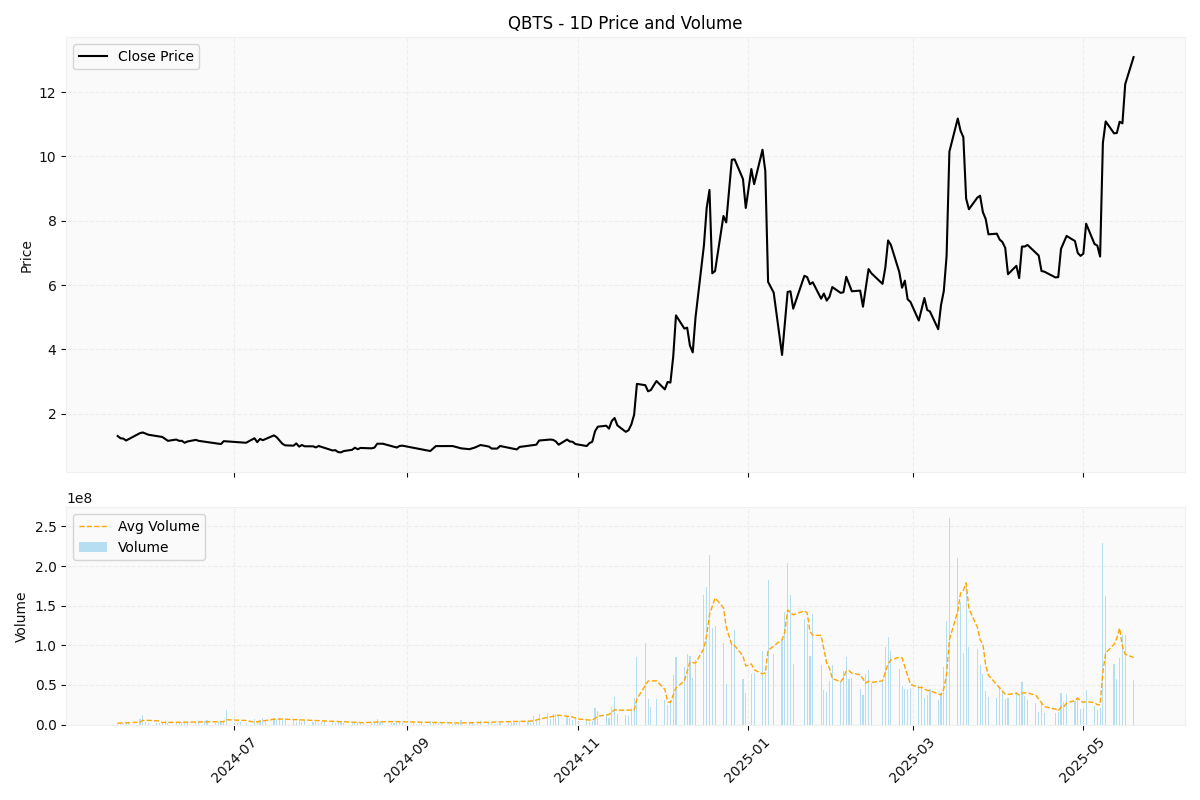 QBTS - 1D Price and Volume
Close Price
Price
12
10
8
6
4
2
1e8
Avg Volume
Volume
Volume
2.5
2.0
1.5
1.0
0.5
0.0
2024-07
2024-09
2024-11
2025-01
2025-03
2025-05